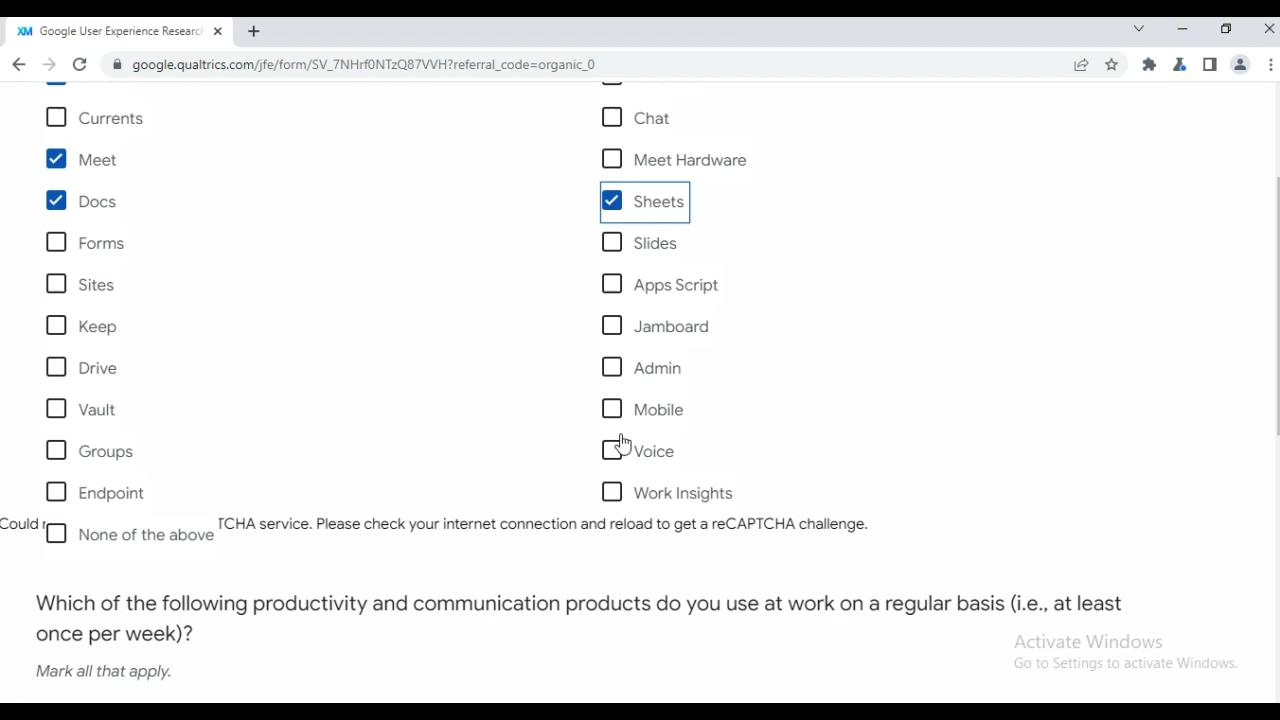 Google User Experience Research
google.qualtrics.com/jfe/form/SV_7NHrf0NTzQ87VVH?referral_code=organic_0
Currents
Chat
Meet
Meet Hardware
Docs
Sheets
Forms
Slides
Sites
Apps Script
Keep
Jamboard
Drive
Admin
Vault
Mobile
Groups
Voice
Endpoint
Work Insights
Could TCHA service. Please check your internet connection and reload to get a reCAPTCHA challenge.
None of the above
Which of the following productivity and communication products do you use at work on a regular basis (i.e., at least
once per week)?
Mark all that apply.
Activate Windows
Go to Settings to activate Windows.